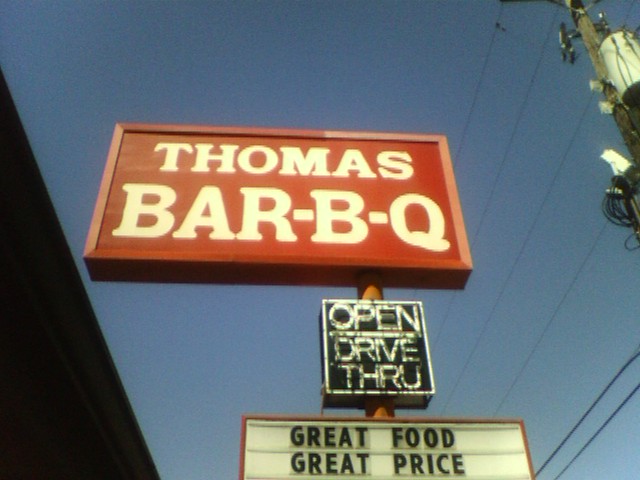 THOMAS
BAR-B-Q
OPEN
DRIVE
THRU
GREAT FOOD
GREAT PRICE